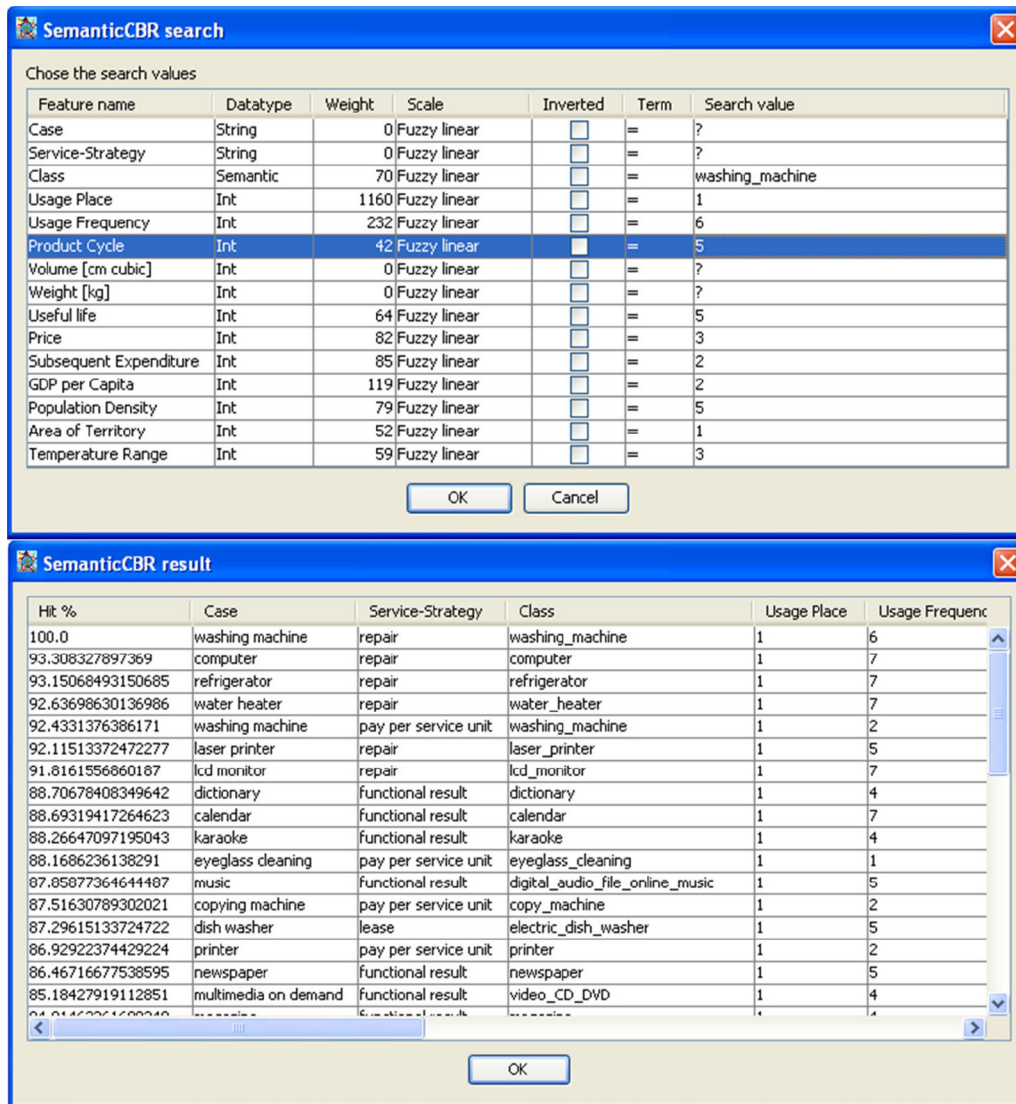 SemanticCBR search
Chose the search values
Feature name Datatype Weight Scale Inverted Term Search value
Case String 0 Fuzzy linear = ?
Service-Strategy String 0 Fuzzy linear = ?
Class Semantic 70 Fuzzy linear = washing_machine
Usage Place Int 1160 Fuzzy linear = 1
Usage Frequency Int 232 Fuzzy linear = 6
Product Cycle Int 42 Fuzzy linear = 5
Volume [cm cubic] Int 0 Fuzzy linear = ?
Weight [kg] Int 0 Fuzzy linear = ?
Useful life Int 64 Fuzzy linear = 5
Price Int 82 Fuzzy linear = 3
Subsequent Expenditure Int 85 Fuzzy linear = 2
GDP per Capita Int 119 Fuzzy linear = 2
Population Density Int 79 Fuzzy linear = 5
Area of Territory Int 52 Fuzzy linear = 1
Temperature Range Int 59 Fuzzy linear = 3
OK Cancel
SemanticCBR result
Hit % Case Service-Strategy Class Usage Place Usage Frequenc
100.0 washing machine repair washing_machine 1 6
93.308327897369 computer repair computer 1 7
93.15068493150685 refrigerator repair refrigerator 1 7
92.63698630136986 water heater repair water_heater 1 7
92.4331376386171 washing machine pay per service unit washing_machine 1 2
92.11513372472277 laser printer repair laser_printer 1 5
91.8161556860187 lcd monitor repair lcd_monitor 1 7
88.70678408349642 dictionary functional result dictionary 1 4
88.69319417264623 calendar functional result calendar 1 7
88.26647097195043 karaoke functional result karaoke 1 4
88.1686236138291 eyeglass cleaning pay per service unit eyeglass_cleaning 1 1
87.85877364644487 music functional result digital_audio_file_online_music 1 5
87.51630789302021 copying machine pay per service unit copy_machine 1 2
87.29615133724722 dish washer lease electric_dish_washer 1 5
86.92922374429224 printer pay per service unit printer 1 2
86.46716677538595 newspaper functional result newspaper 1 5
85.18427919112851 multimedia on demand functional result video_CD_DVD 1 4
OK